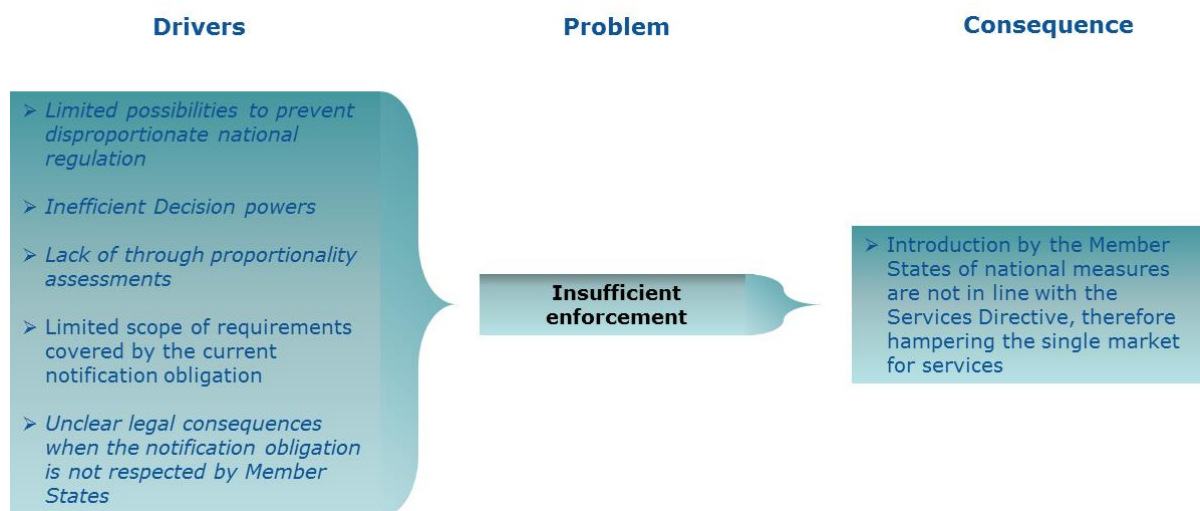 Drivers
Problem
Consequence
➢ Limited possibilities to prevent
disproportionate national
regulation
➢ Inefficient Decision powers
➢ Lack of through proportionality
assessments
➢ Limited scope of requirements
covered by the current
notification obligation
➢ Unclear legal consequences
when the notification obligation
is not respected by Member
States
Insufficient
enforcement
➢ Introduction by the Member
States of national measures
are not in line with the
Services Directive, therefore
hampering the single market
for services